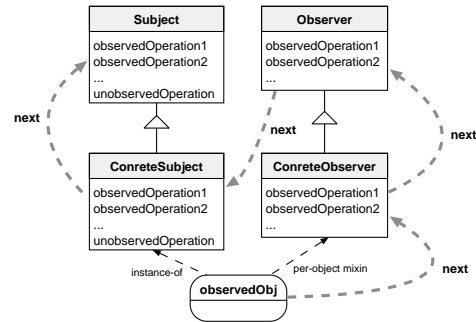 Subject
observedOperation1
observedOperation2
...
unobservedOperation
Observer
observedOperation1
observedOperation2
...
next
next
next
ConreteSubject
observedOperation1
observedOperation2
...
unobservedOperation
ConreteObserver
observedOperation1
observedOperation2
...
instance-of
per-object mixin
next
observedObj